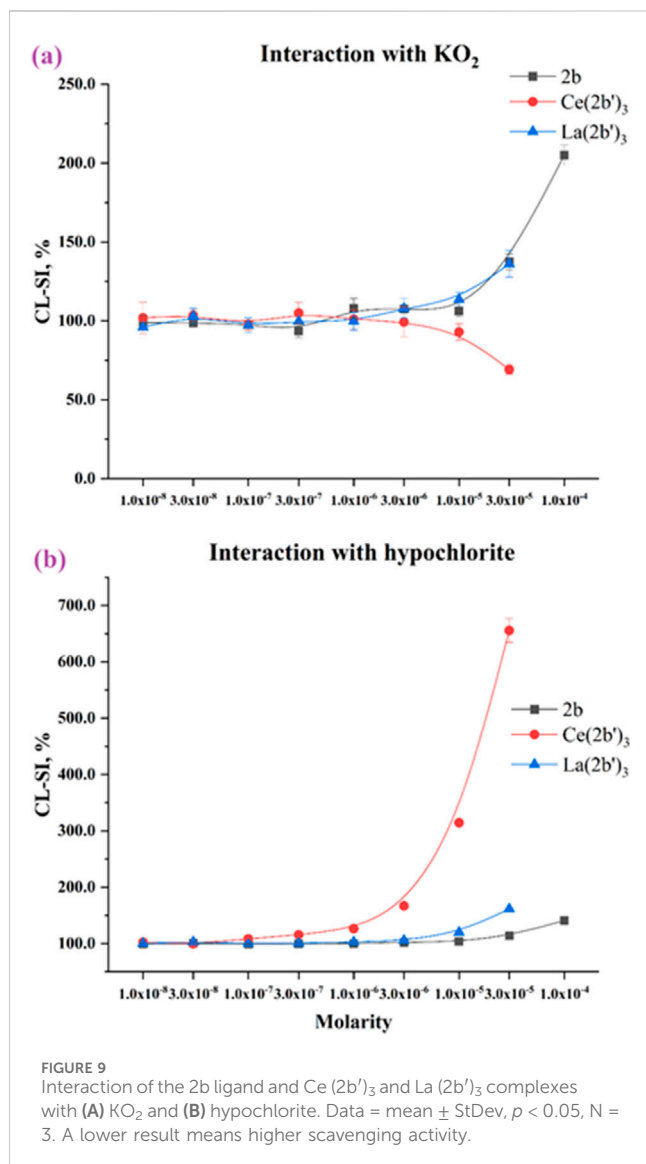 (a)
Interaction with KO₂
2b
Ce(2b')₃
La(2b')₃
CL-SI, %
250.0
200.0
150.0
100.0
50.0
0.0
1.0x10⁻⁸ 3.0x10⁻⁸ 1.0x10⁻⁷ 3.0x10⁻⁷ 1.0x10⁻⁶ 3.0x10⁻⁶ 1.0x10⁻⁵ 3.0x10⁻⁵ 1.0x10⁻⁴
(b)
Interaction with hypochlorite
2b
Ce(2b')₃
La(2b')₃
CL-SI, %
700.0
600.0
500.0
400.0
300.0
200.0
100.0
1.0x10⁻⁸ 3.0x10⁻⁸ 1.0x10⁻⁷ 3.0x10⁻⁷ 1.0x10⁻⁶ 3.0x10⁻⁶ 1.0x10⁻⁵ 3.0x10⁻⁵ 1.0x10⁻⁴
Molarity
FIGURE 9
Interaction of the 2b ligand and Ce (2b′)₃ and La (2b′)₃ complexes
with (A) KO₂ and (B) hypochlorite. Data = mean ± StDev, p < 0.05, N =
3. A lower result means higher scavenging activity.